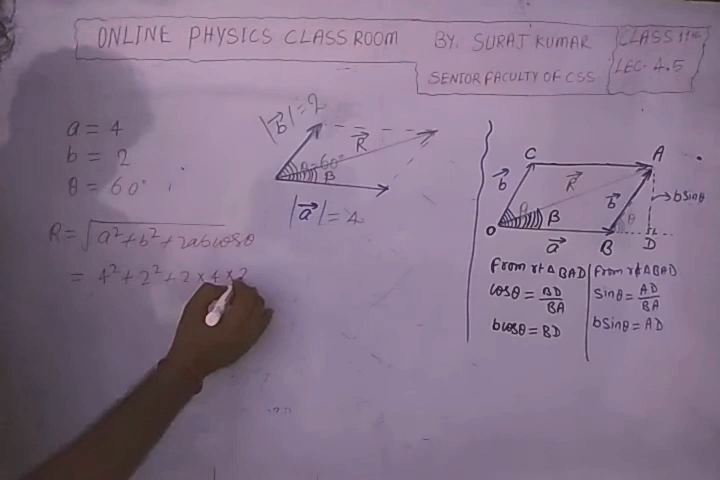 ONLINE PHYSICS CLASSROOM BY. SURAJ KUMAR CLASS 11th
SENIOR FACULTY OF CSS LEC- 4.5
a = 4
b = 2
θ = 60°
R = √a²+b²+2abcosθ
= 4²+2²+2×4×2
|b⃗|=2
R⃗
θ=60°
β
|a⃗|=4
C
A
b⃗
R⃗
b⃗
bsinθ
θ
β
θ
O
a⃗
B
D
From rt ΔBAD
cosθ = BD/BA
bcosθ = BD
From rt ΔBAD
sinθ = AD/BA
bsinθ = AD